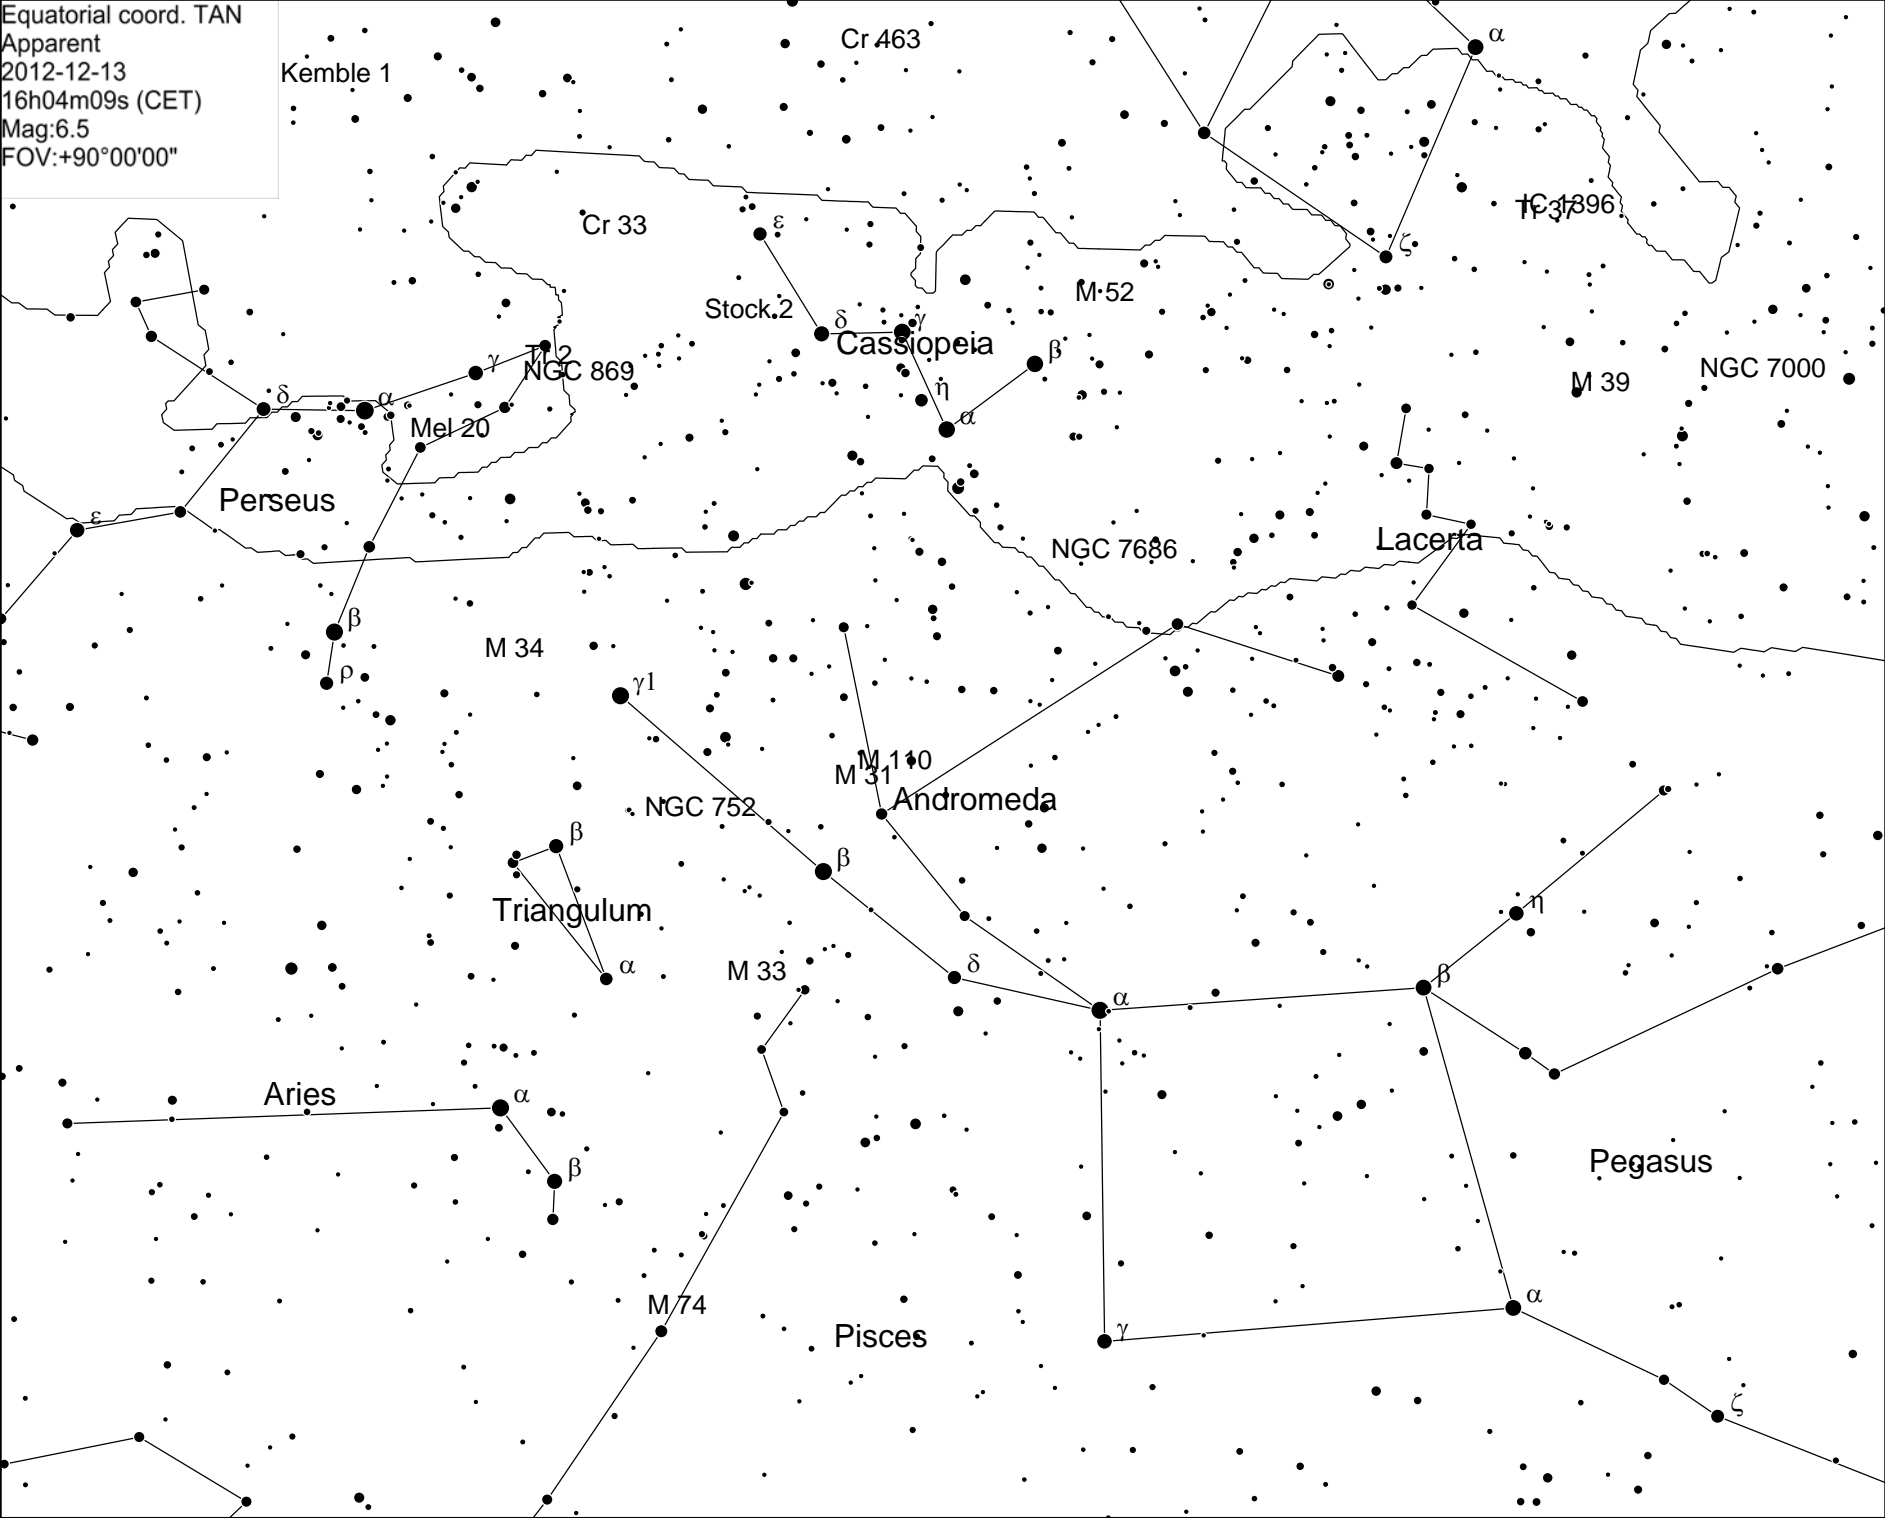 Equatorial coord. TAN
Apparent
2012-12-13
16h04m09s (CET)
Mag:6.5
FOV:+90°00'00"
Kemble 1
Cr 463
α
Cr 33
ε
IC 1396
Tr 37
ζ
M 52
Stock 2
δ
γ
Cassiopeia
β
γ
Tr 2
NGC 869
NGC 7000
M 39
η
δ
α
α
Mel 20
Perseus
ε
Lacerta
NGC 7686
β
M 34
ρ
γ1
M 110
M 31
Andromeda
NGC 752
β
β
Triangulum
η
α
M 33
δ
β
α
Aries
α
β
Pegasus
M 74
Pisces
γ
α
ζ